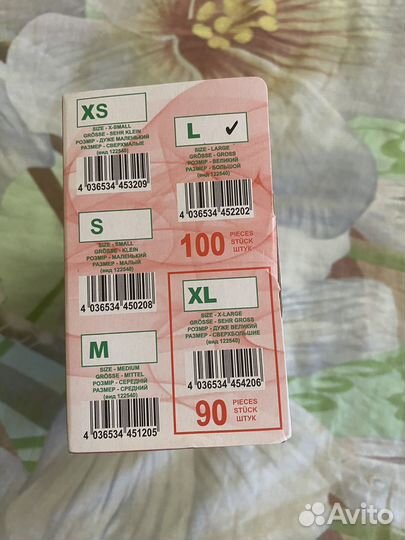 XS
SIZE - X-SMALL
GRÖSSE - SEHR KLEIN
РОЗМІР - ДУЖЕ МАЛЕНЬКИЙ
РАЗМЕР - СВЕРХМАЛЫЕ
(вид 122540)
4 036534 453209
S
SIZE - SMALL
GRÖSSE - KLEIN
РОЗМІР - МАЛЕНЬКИЙ
РАЗМЕР - МАЛЫЙ
(вид 122540)
4 036534 450208
M
SIZE - MEDIUM
GRÖSSE - MITTEL
РОЗМІР - СЕРЕДНІЙ
РАЗМЕР - СРЕДНИЙ
(вид 122540)
4 036534 451205
L ✓
SIZE - LARGE
GRÖSSE - GROSS
РОЗМІР - ВЕЛИКИЙ
РАЗМЕР - БОЛЬШОЙ
(вид 122540)
4 036534 452202
100 PIECES
STÜCK
ШТУК
XL
SIZE - X-LARGE
GRÖSSE - SEHR GROSS
РОЗМІР - ДУЖЕ ВЕЛИКИЙ
РАЗМЕР - СВЕРХБОЛЬШИЕ
(вид 122540)
4 036534 454206
90 PIECES
STÜCK
ШТУК
Avito